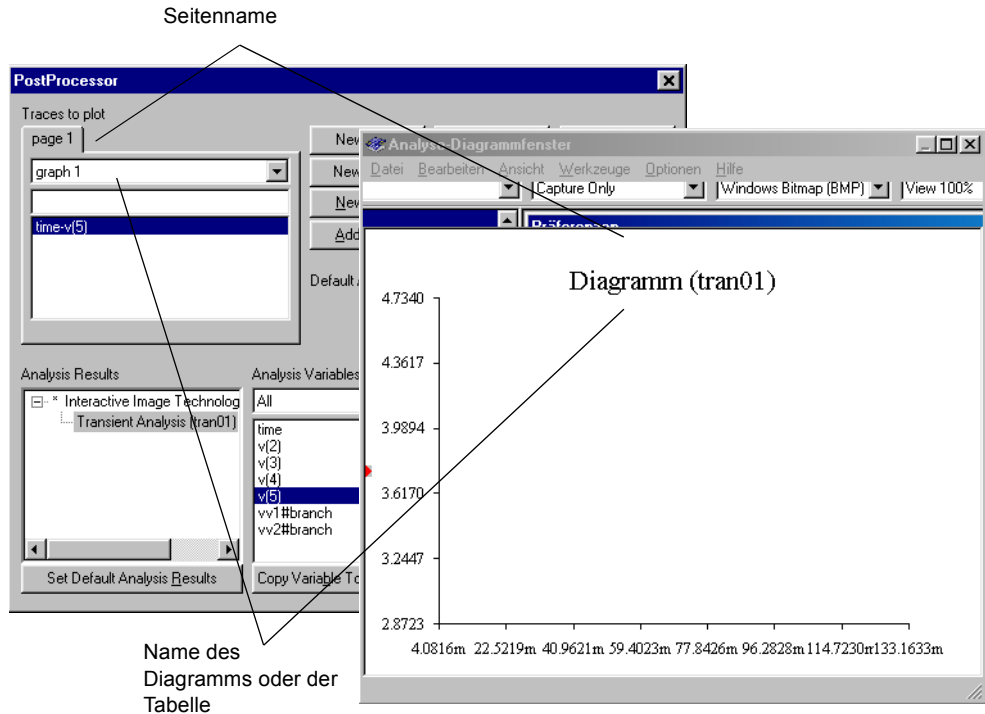 Seitenname
PostProcessor
Traces to plot
page 1
graph 1
time-v(5)
New
New
New
Add
Default
Analysis Results
* Interactive Image Technolog
Transient Analysis (tran01)
Set Default Analysis Results
Analysis Variables
All
time
v(2)
v(3)
v(4)
v(5)
vv1#branch
vv2#branch
Copy Variable To
Analyse-Diagrammfenster
Datei Bearbeiten Ansicht Werkzeuge Optionen Hilfe
Capture Only Windows Bitmap (BMP) View 100%
Präferenzen
Diagramm (tran01)
4.7340
4.3617
3.9894
3.6170
3.2447
2.8723
4.0816m 22.5219m 40.9621m 59.4023m 77.8426m 96.2828m 114.7230m 133.1633m
Name des
Diagramms oder der
Tabelle